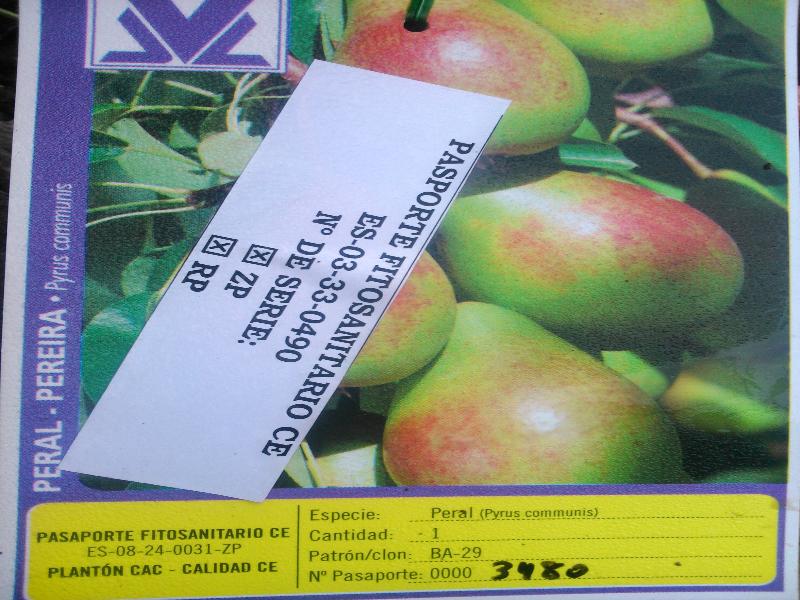 PERAL - PEREIRA • Pyrus communis
PASPORTE FITOSANITARIO CE
ES-03-33-0490
Nº DE SERIE:
☒ ZP
☒ RP
PASAPORTE FITOSANITARIO CE
ES-08-24-0031-ZP
PLANTÓN CAC - CALIDAD CE
Especie: Peral (Pyrus communis)
Cantidad: - 1
Patrón/clon: BA-29
Nº Pasaporte: 0000 3480